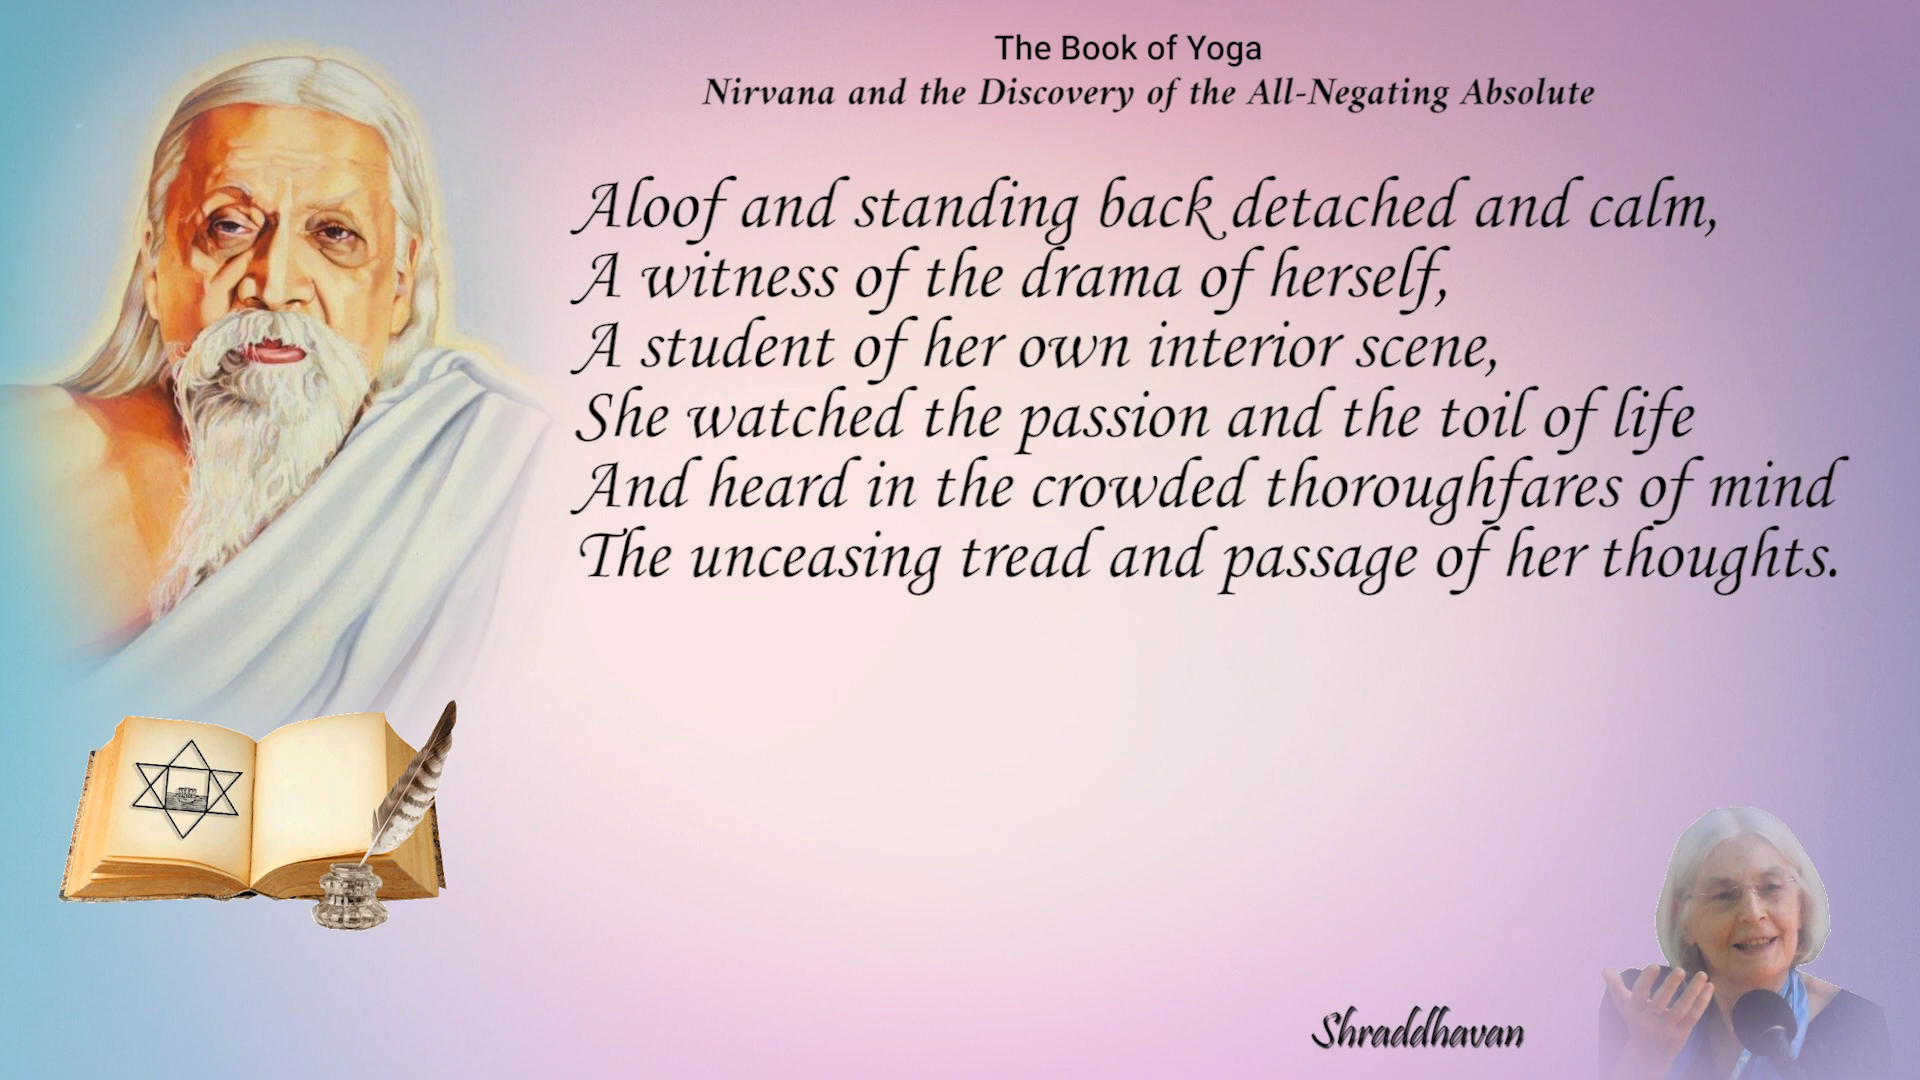 The Book of Yoga
Nirvana and the Discovery of the All-Negating Absolute
Aloof and standing back detached and calm,
A witness of the drama of herself,
A student of her own interior scene,
She watched the passion and the toil of life
And heard in the crowded thoroughfares of mind
The unceasing tread and passage of her thoughts.
Shraddhavan